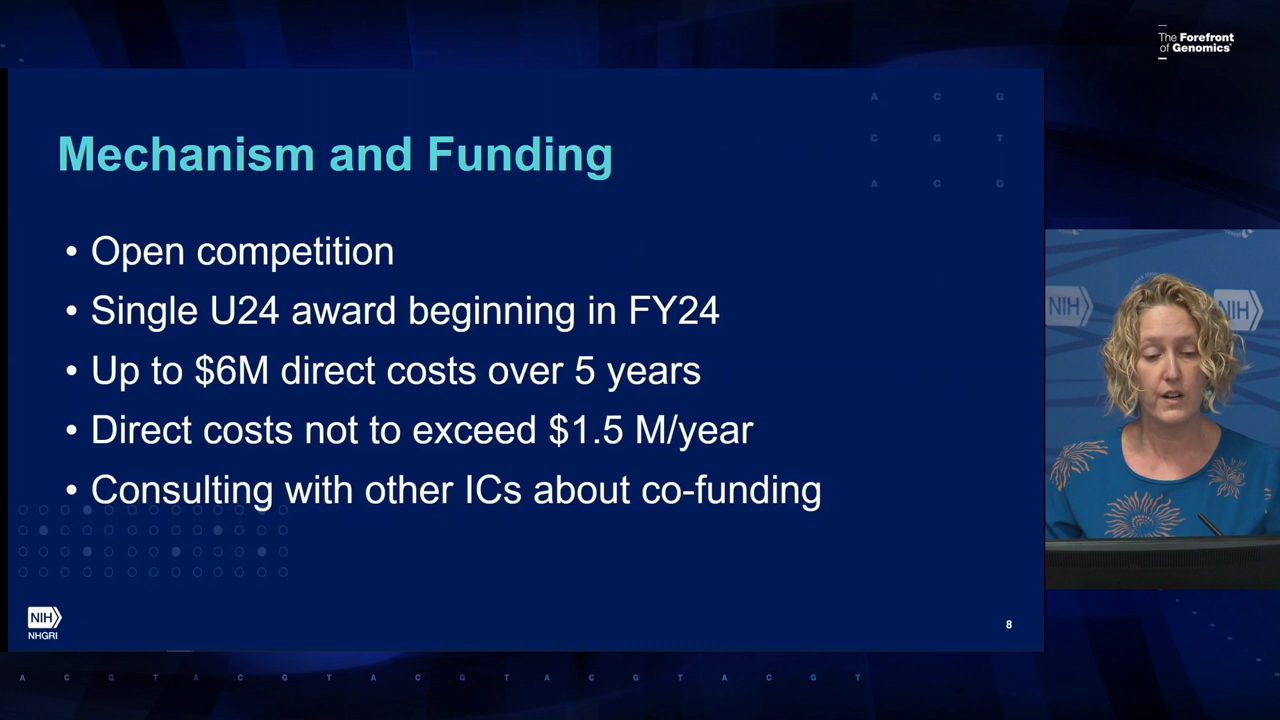 The Forefront
of Genomics®
A C G
C G T
A C G
Mechanism and Funding
• Open competition
• Single U24 award beginning in FY24
• Up to $6M direct costs over 5 years
• Direct costs not to exceed $1.5 M/year
• Consulting with other ICs about co-funding
NIH
NIH
NIH
NHGRI
8
A C G T A C G T A C G T A C G T A C G T